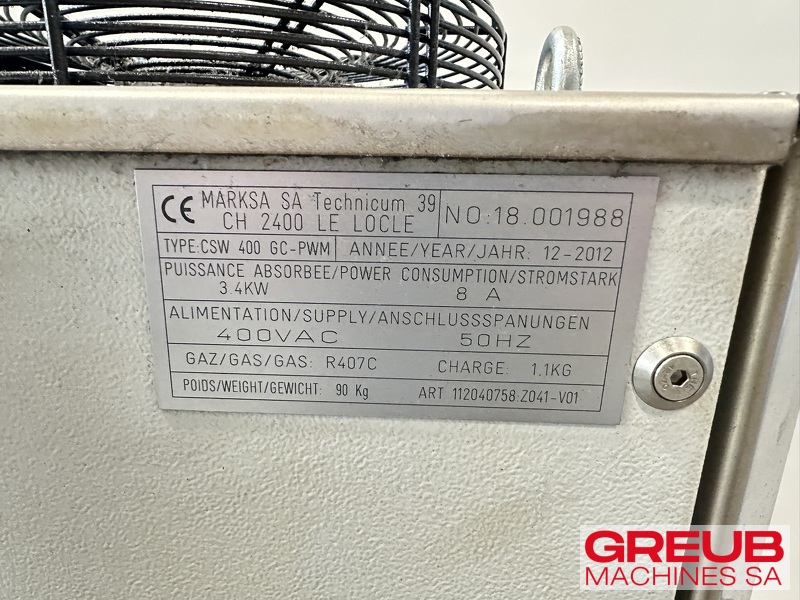 CE MARKSA SA Technicum 39
CH 2400 LE LOCLE
NO:18.001988
TYPE:CSW 400 GC-PWM
ANNEE/YEAR/JAHR: 12-2012
PUISSANCE ABSORBEE/POWER CONSUMPTION/STROMSTARK
3.4KW 8 A
ALIMENTATION/SUPPLY/ANSCHLUSSSPANUNGEN
400VAC 50HZ
GAZ/GAS/GAS: R407C CHARGE: 1.1KG
POIDS/WEIGHT/GEWICHT: 90 Kg ART 112040758:Z041-V01
GREUB
MACHINES SA